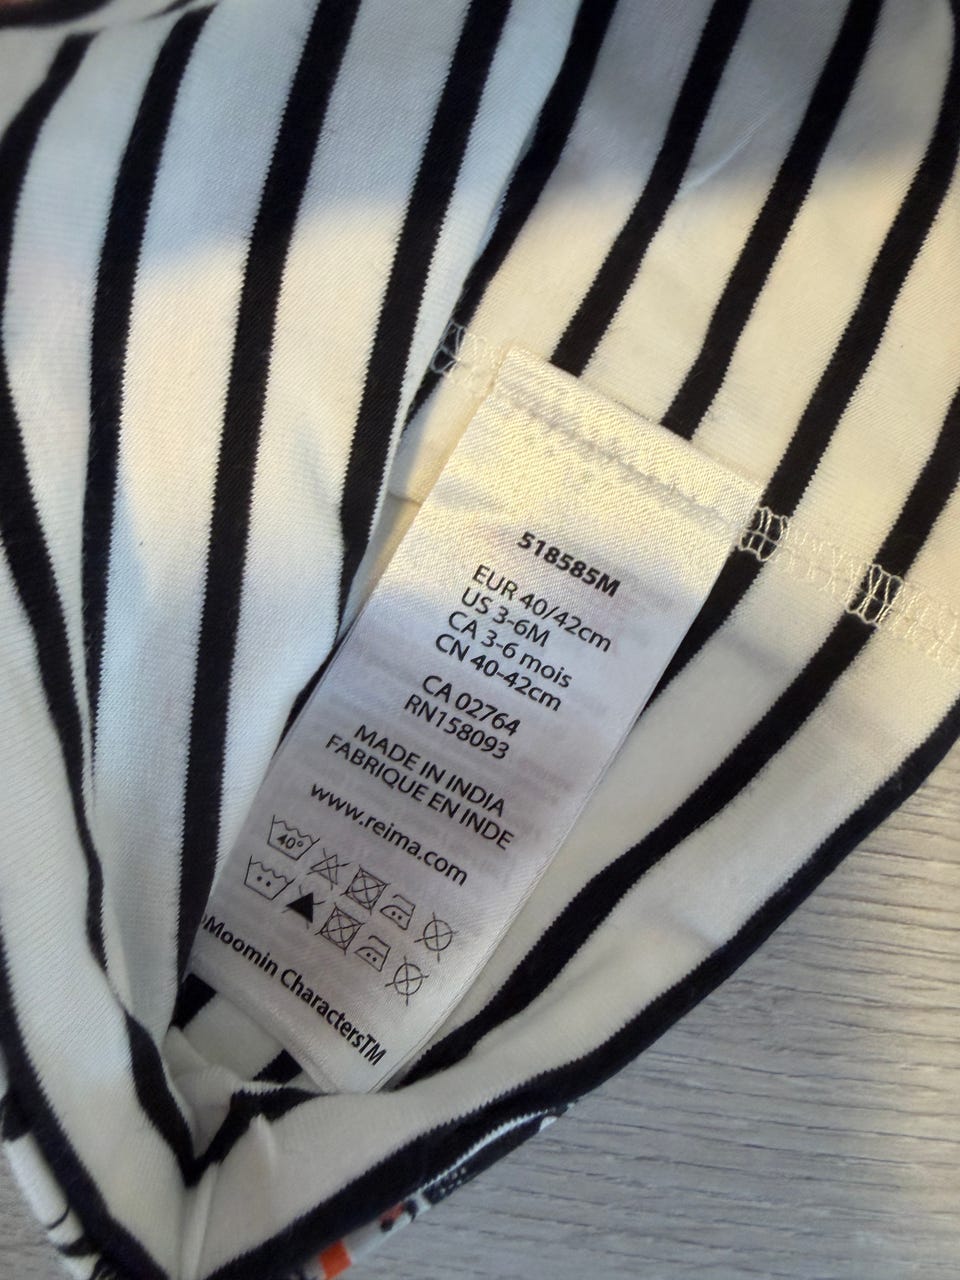 518585M
EUR 40/42cm
US 3-6M
CA 3-6 mois
CN 40-42cm
CA 02764
RN158093
MADE IN INDIA
FABRIQUE EN INDE
www.reima.com
40°
Moomin CharactersTM